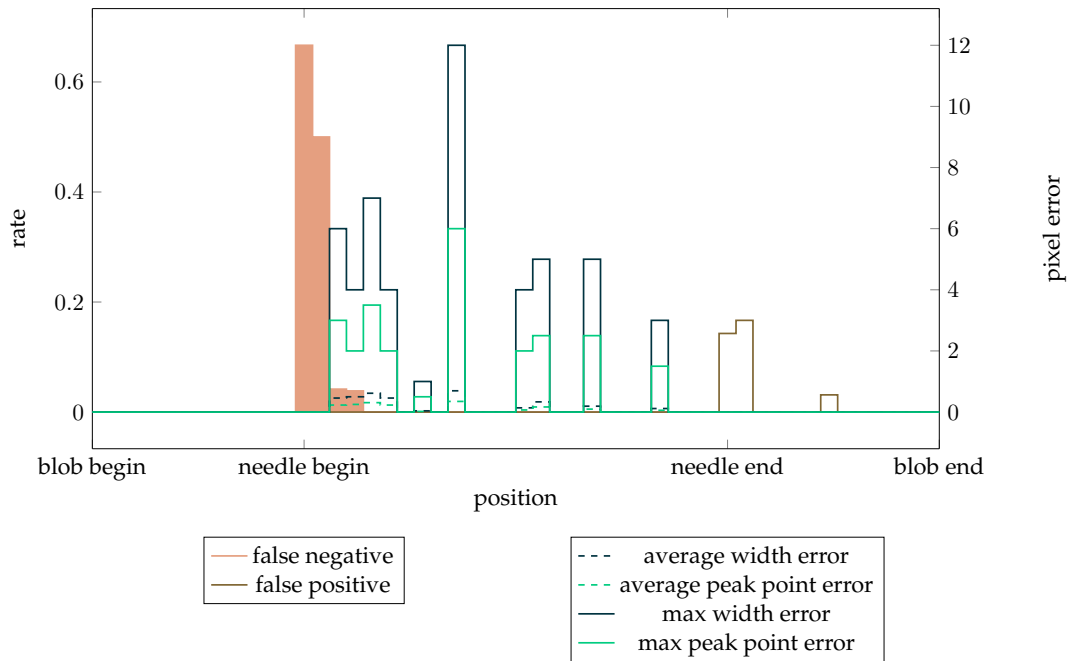 12
10
0.6
8
0.4
rate
6
pixel error
4
0.2
2
0
0
blob begin
needle begin
needle end
blob end
position
false negative
false positive
average width error
average peak point error
max width error
max peak point error